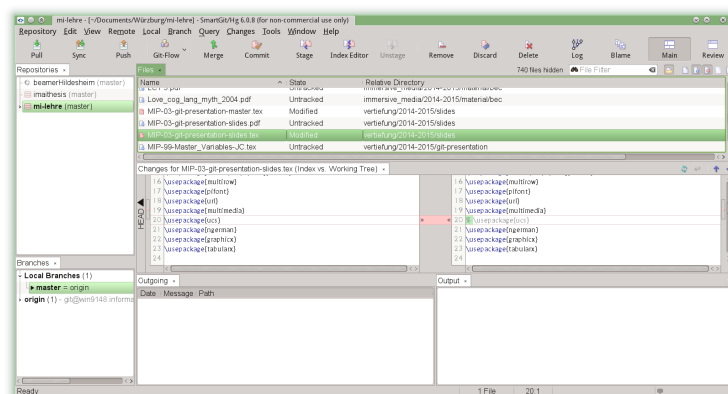 mi-lehre - [~/Documents/Würzburg/mi-lehre] - SmartGit/Hg 6.0.8 (for non-commercial use only)
Repository Edit View Remote Local Branch Query Changes Tools Window Help
Pull Sync Push Git-Flow Merge Commit Stage Index Editor Unstage Remove Discard Delete Log Blame Main Review
Repositories
beamerHildesheim (master)
imaithesis (master)
mi-lehre (master)
Files 740 files hidden File Filter
Name State Relative Directory
Untracked immersive_media/2014-2015/material/bec
Love_cog_lang_myth_2004.pdf Untracked immersive_media/2014-2015/material/bec
MIP-03-git-presentation-master.tex Modified vertiefung/2014-2015/slides
MIP-03-git-presentation-slides.pdf Untracked vertiefung/2014-2015/slides
MIP-03-git-presentation-slides.tex Modified vertiefung/2014-2015/slides
MIP-99-Master_Variables-JC.tex Untracked vertiefung/2014-2015/git-presentation
Changes for MIP-03-git-presentation-slides.tex (Index vs. Working Tree)
HEAD
16 \usepackage{multirow}
17 \usepackage{pifont}
18 \usepackage{url}
19 \usepackage{multimedia}
20 \usepackage{ucs}
21 \usepackage{ngerman}
22 \usepackage{graphicx}
23 \usepackage{tabularx}
24
16 \usepackage{multirow}
17 \usepackage{pifont}
18 \usepackage{url}
19 \usepackage{multimedia}
20 % \usepackage{ucs}
21 \usepackage{ngerman}
22 \usepackage{graphicx}
23 \usepackage{tabularx}
24
Branches
Local Branches (1)
master = origin
origin (1) - git@win9148.informa
Outgoing
Date Message Path
Output
Ready 1 File 20:1